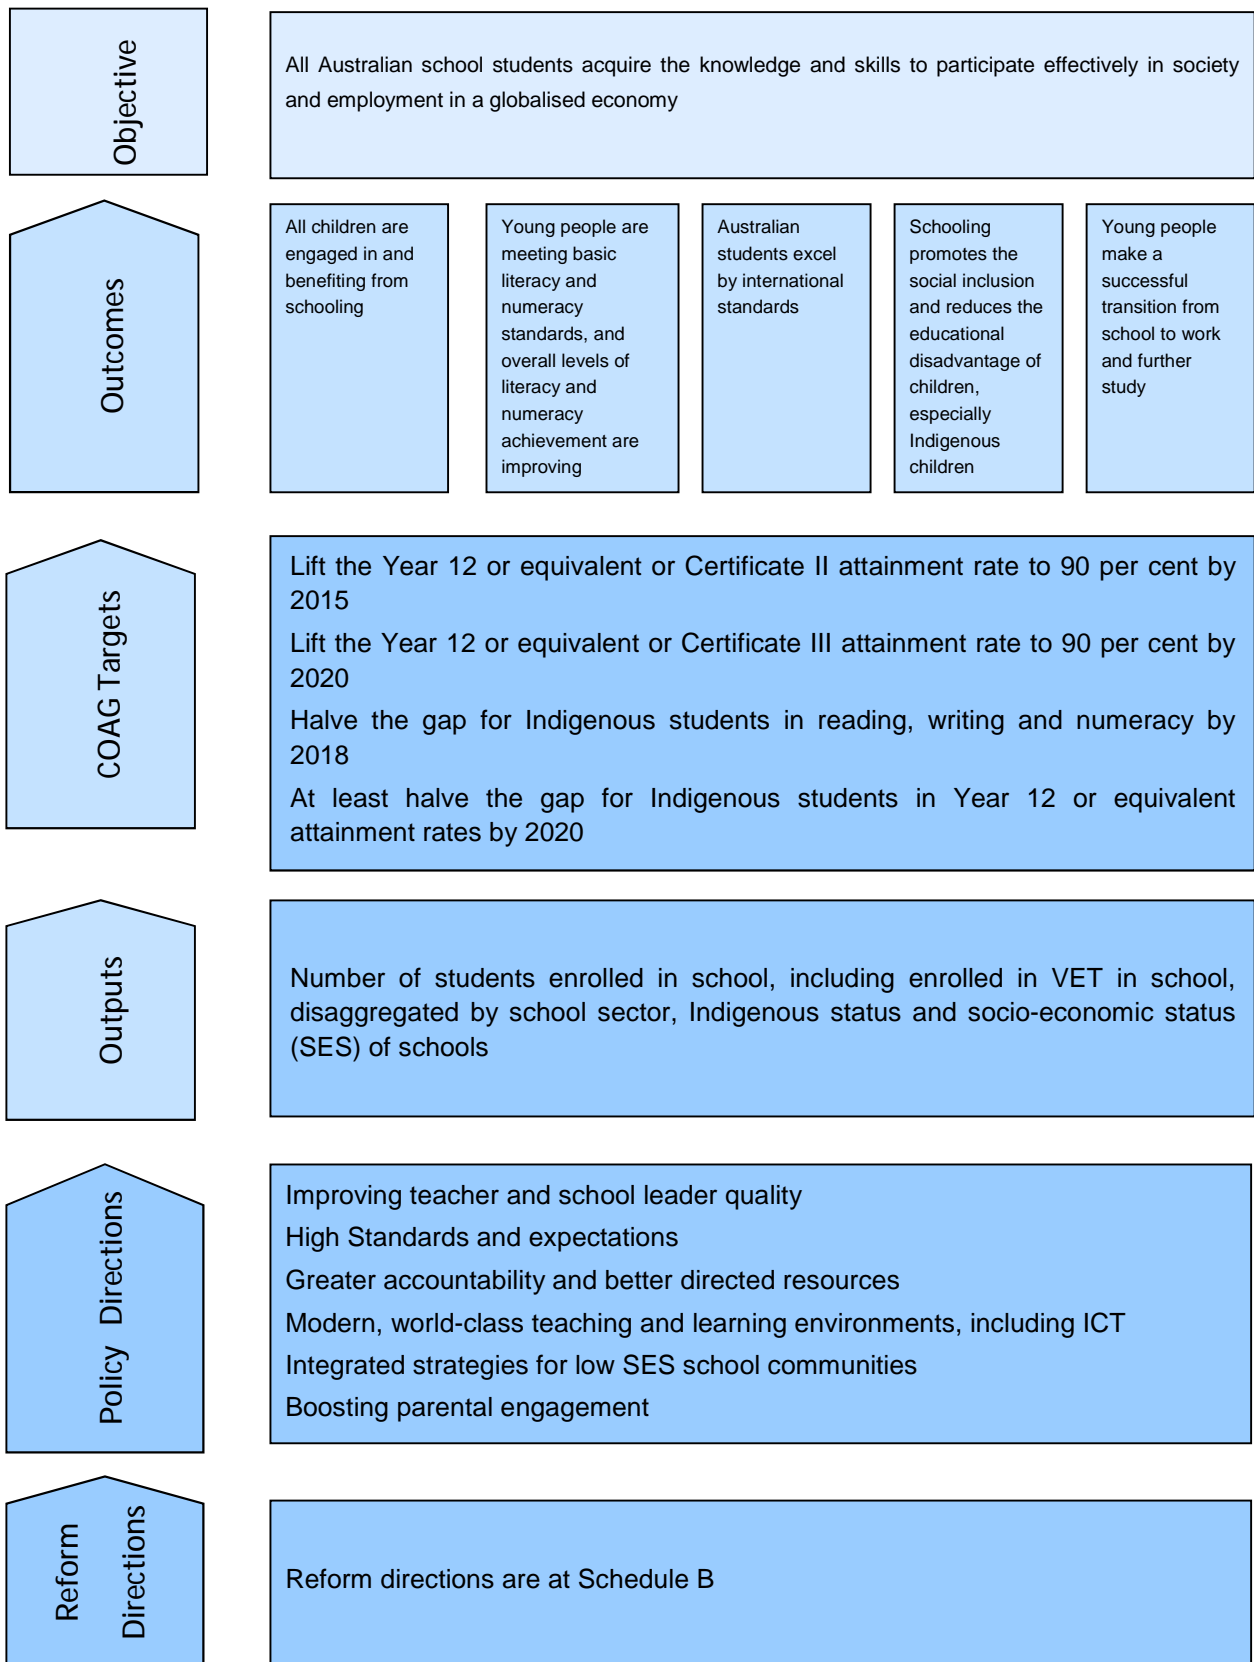 Objective
All Australian school students acquire the knowledge and skills to participate effectively in society
and employment in a globalised economy
Outcomes
All children are
engaged in and
benefiting from
schooling
Young people are
meeting basic
literacy and
numeracy
standards, and
overall levels of
literacy and
numeracy
achievement are
improving
Australian
students excel
by international
standards
Schooling
promotes the
social inclusion
and reduces the
educational
disadvantage of
children,
especially
Indigenous
children
Young people
make a
successful
transition from
school to work
and further
study
COAG Targets
Lift the Year 12 or equivalent or Certificate II attainment rate to 90 per cent by
2015
Lift the Year 12 or equivalent or Certificate III attainment rate to 90 per cent by
2020
Halve the gap for Indigenous students in reading, writing and numeracy by
2018
At least halve the gap for Indigenous students in Year 12 or equivalent
attainment rates by 2020
Outputs
Number of students enrolled in school, including enrolled in VET in school,
disaggregated by school sector, Indigenous status and socio-economic status
(SES) of schools
Policy Directions
Improving teacher and school leader quality
High Standards and expectations
Greater accountability and better directed resources
Modern, world-class teaching and learning environments, including ICT
Integrated strategies for low SES school communities
Boosting parental engagement
Reform
Directions
Reform directions are at Schedule B